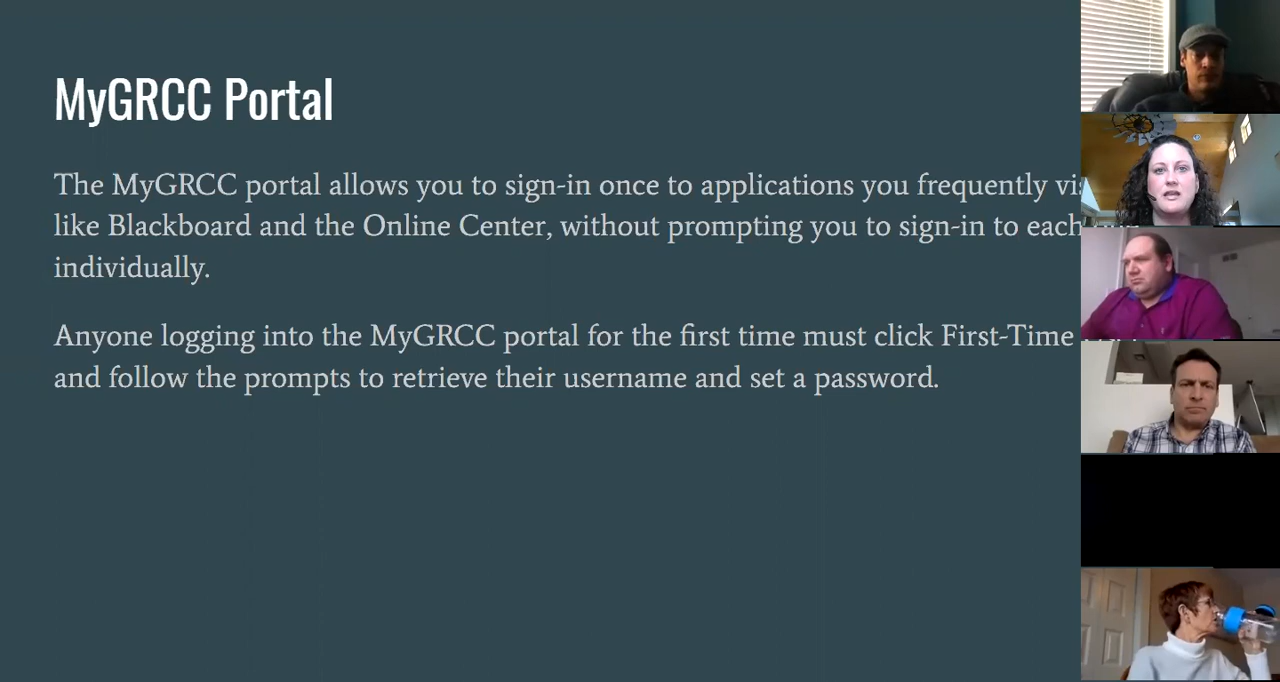 MyGRCC Portal
The MyGRCC portal allows you to sign-in once to applications you frequently
like Blackboard and the Online Center, without prompting you to sign-in to each
individually.
Anyone logging into the MyGRCC portal for the first time must click First-Time
and follow the prompts to retrieve their username and set a password.